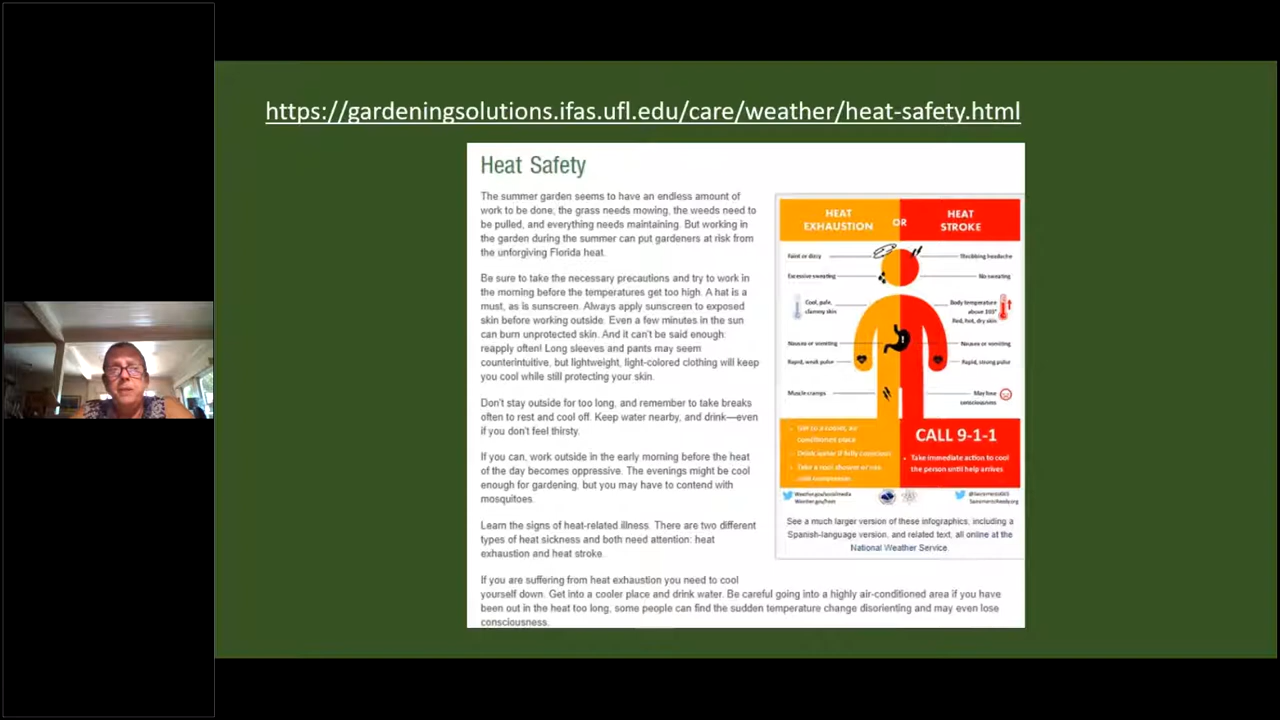 https://gardeningsolutions.ifas.ufl.edu/care/weather/heat-safety.html
Heat Safety
The summer garden seems to have an endless amount of
work to be done, the grass needs mowing, the weeds need to
be pulled, and everything needs maintaining. But working in
the garden during the summer can put gardeners at risk from
the unforgiving Florida heat.
Be sure to take the necessary precautions and try to work in
the morning before the temperatures get too high. A hat is a
must, as is sunscreen. Always apply sunscreen to exposed
skin before working outside. Even a few minutes in the sun
can burn unprotected skin. And it can't be said enough:
reapply often! Long sleeves and pants may seem
counterintuitive, but lightweight, light-colored clothing will keep
you cool while still protecting your skin.
Don't stay outside for too long, and remember to take breaks
often to rest and cool off. Keep water nearby, and drink—even
if you don't feel thirsty.
If you can, work outside in the early morning before the heat
of the day becomes oppressive. The evenings might be cool
enough for gardening, but you may have to contend with
mosquitoes.
Learn the signs of heat-related illness. There are two different
types of heat sickness and both need attention: heat
exhaustion and heat stroke.
If you are suffering from heat exhaustion you need to cool
yourself down. Get into a cooler place and drink water. Be careful going into a highly air-conditioned area if you have
been out in the heat too long, some people can find the sudden temperature change disorienting and may even lose
consciousness.
HEAT
EXHAUSTION
OR
HEAT
STROKE
Faint or dizzy
Throbbing headache
Excessive sweating
No sweating
Cool, pale,
clammy skin
Body temperature
above 103°
Red, hot, dry skin
Nausea or vomiting
Nausea or vomiting
Rapid, weak pulse
Rapid, strong pulse
Muscle cramps
May lose
consciousness
Get to a cooler, air
conditioned place
Drink water if fully conscious
Take a cool shower or use
cold compresses
CALL 9-1-1
Take immediate action to cool
the person until help arrives
See a much larger version of these infographics, including a
Spanish-language version, and related text, all online at the
National Weather Service.